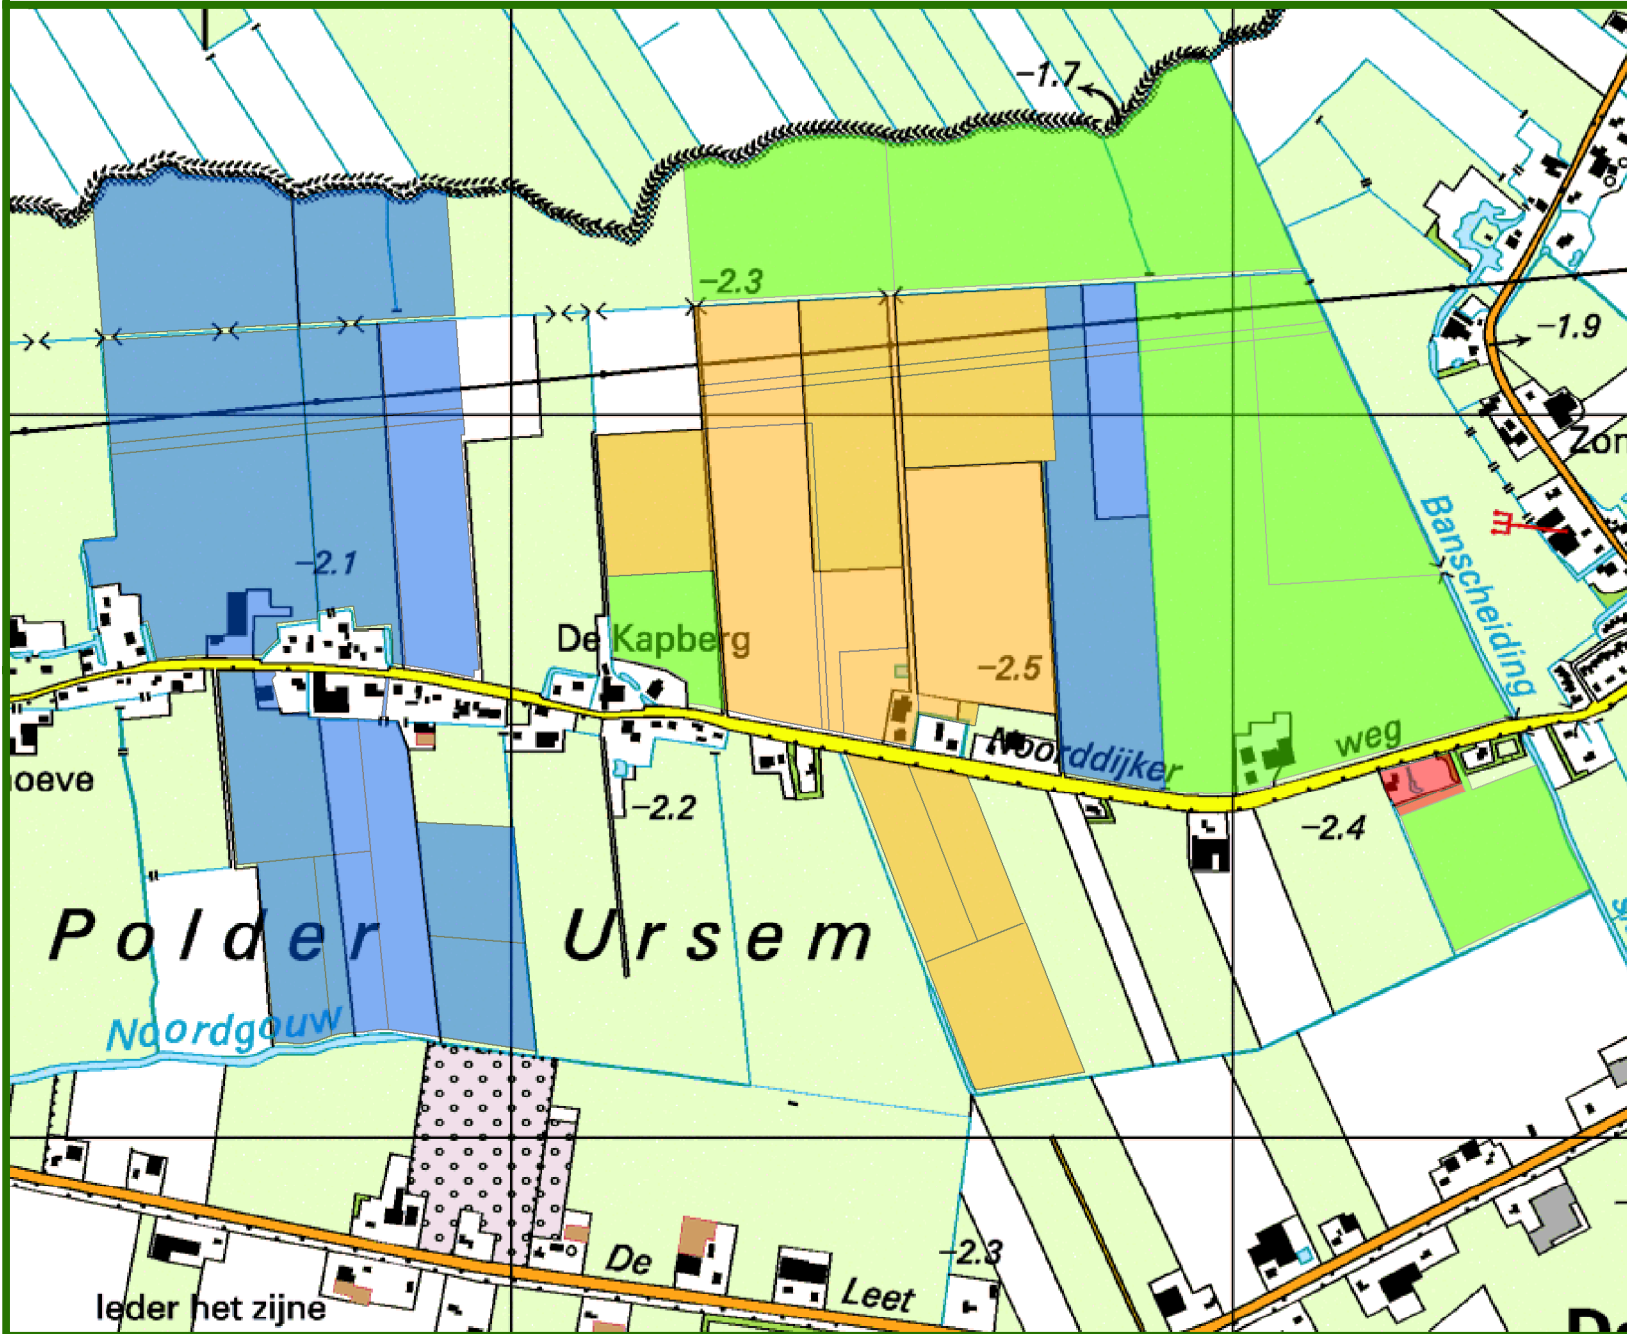 −1.7
−2.3
−1.9
Zon
Banscheiding
−2.1
De Kapberg
−2.5
Noorddijker
weg
oeve
−2.2
−2.4
Polder Ursem
Noordgouw
−2.3
De
Leet
Ieder het zijne